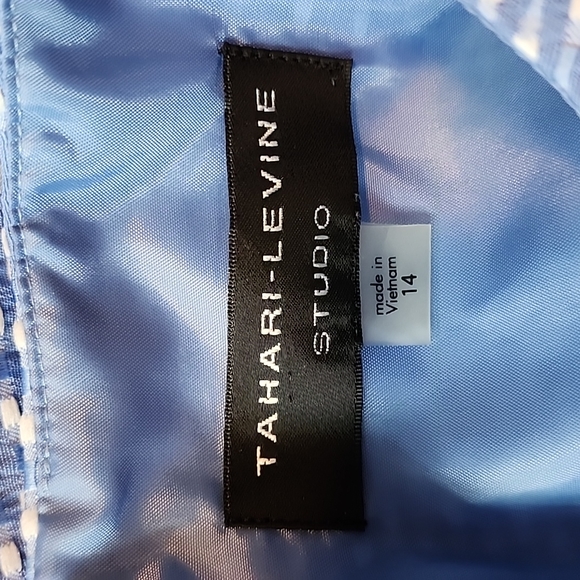 TAHARI-LEVINE
STUDIO
made in
Vietnam
14